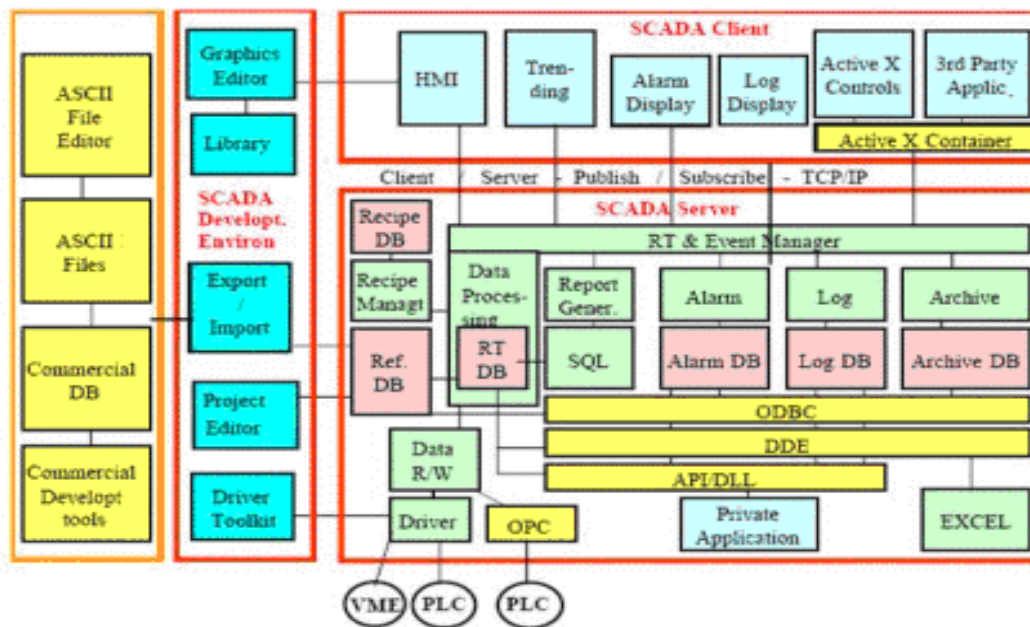 ASCII
File
Editor
ASCII
Files
Commercial
DB
Commercial
Developt
tools
Graphics
Editor
Library
SCADA
Developt.
Environ
Export
/
Import
Project
Editor
Driver
Toolkit
SCADA Client
HMI
Tren-
ding
Alarm
Display
Log
Display
Active X
Controls
3rd Party
Applic.
Active X Container
Client / Server - Publish / Subscribe - TCP/IP
SCADA Server
Recipe
DB
RT & Event Manager
Recipe
Managt
Data
Proces-
sing
Report
Gener.
Alarm
Log
Archive
Ref.
DB
RT
DB
SQL
Alarm DB
Log DB
Archive DB
ODBC
Data
R/W
DDE
API/DLL
Driver
OPC
Private
Application
EXCEL
VME
PLC
PLC